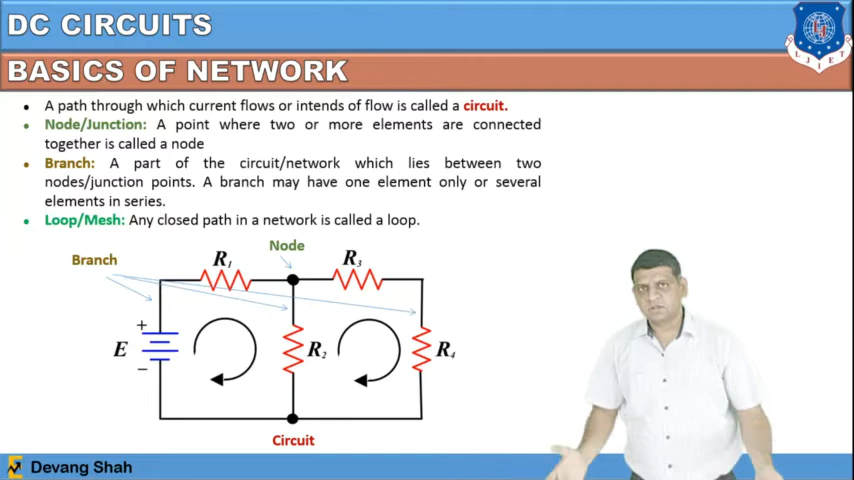 DC CIRCUITS
BASICS OF NETWORK
LJIET
• A path through which current flows or intends of flow is called a circuit.
• Node/Junction: A point where two or more elements are connected
together is called a node
• Branch: A part of the circuit/network which lies between two
nodes/junction points. A branch may have one element only or several
elements in series.
• Loop/Mesh: Any closed path in a network is called a loop.
Node
Branch
R1
R3
+
E
−
R2
R4
Circuit
Devang Shah